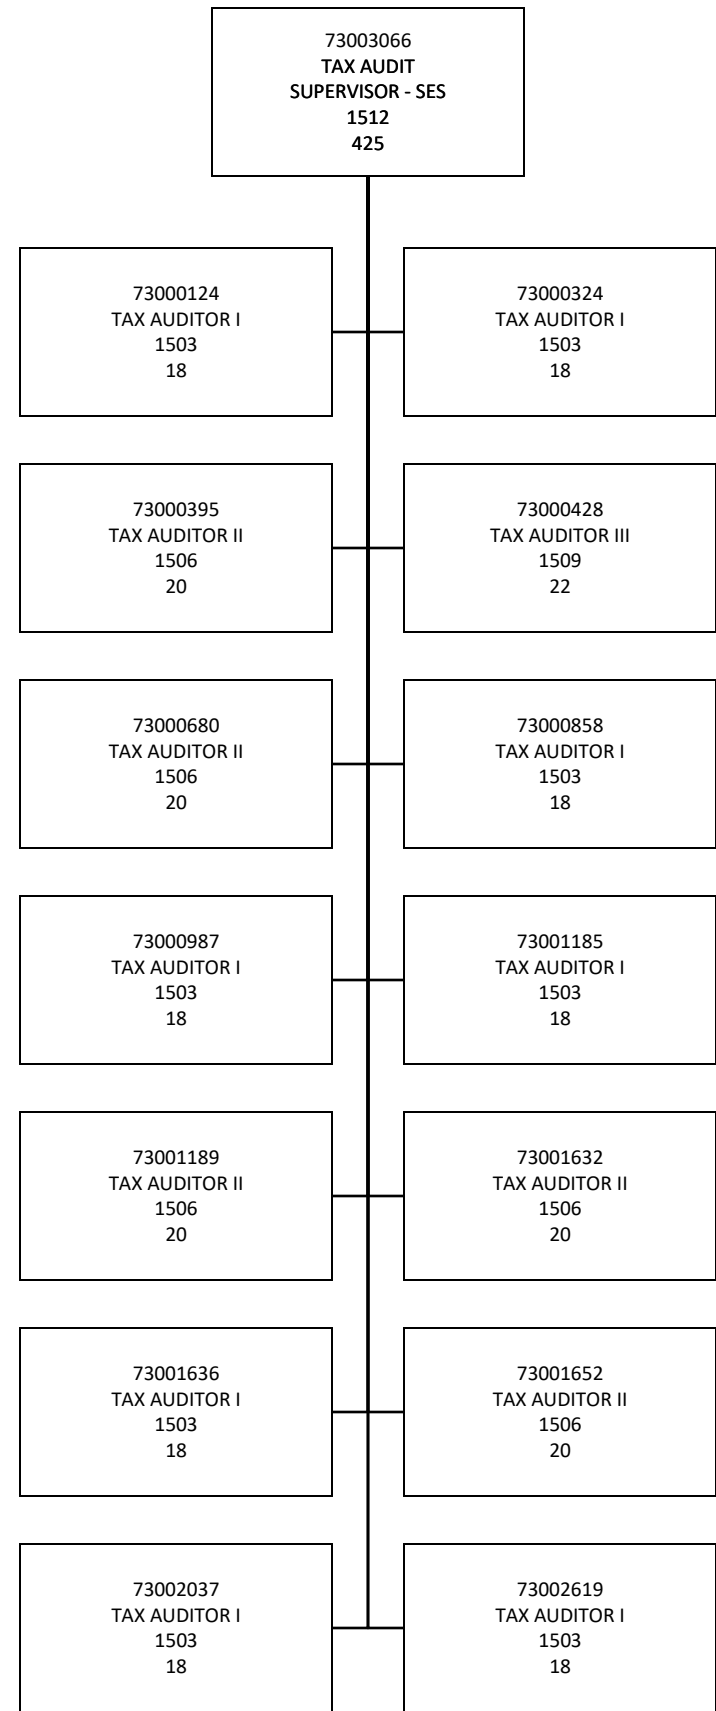 73003066
TAX AUDIT
SUPERVISOR - SES
1512
425
73000124
TAX AUDITOR I
1503
18
73000324
TAX AUDITOR I
1503
18
73000395
TAX AUDITOR II
1506
20
73000428
TAX AUDITOR III
1509
22
73000680
TAX AUDITOR II
1506
20
73000858
TAX AUDITOR I
1503
18
73000987
TAX AUDITOR I
1503
18
73001185
TAX AUDITOR I
1503
18
73001189
TAX AUDITOR II
1506
20
73001632
TAX AUDITOR II
1506
20
73001636
TAX AUDITOR I
1503
18
73001652
TAX AUDITOR II
1506
20
73002037
TAX AUDITOR I
1503
18
73002619
TAX AUDITOR I
1503
18